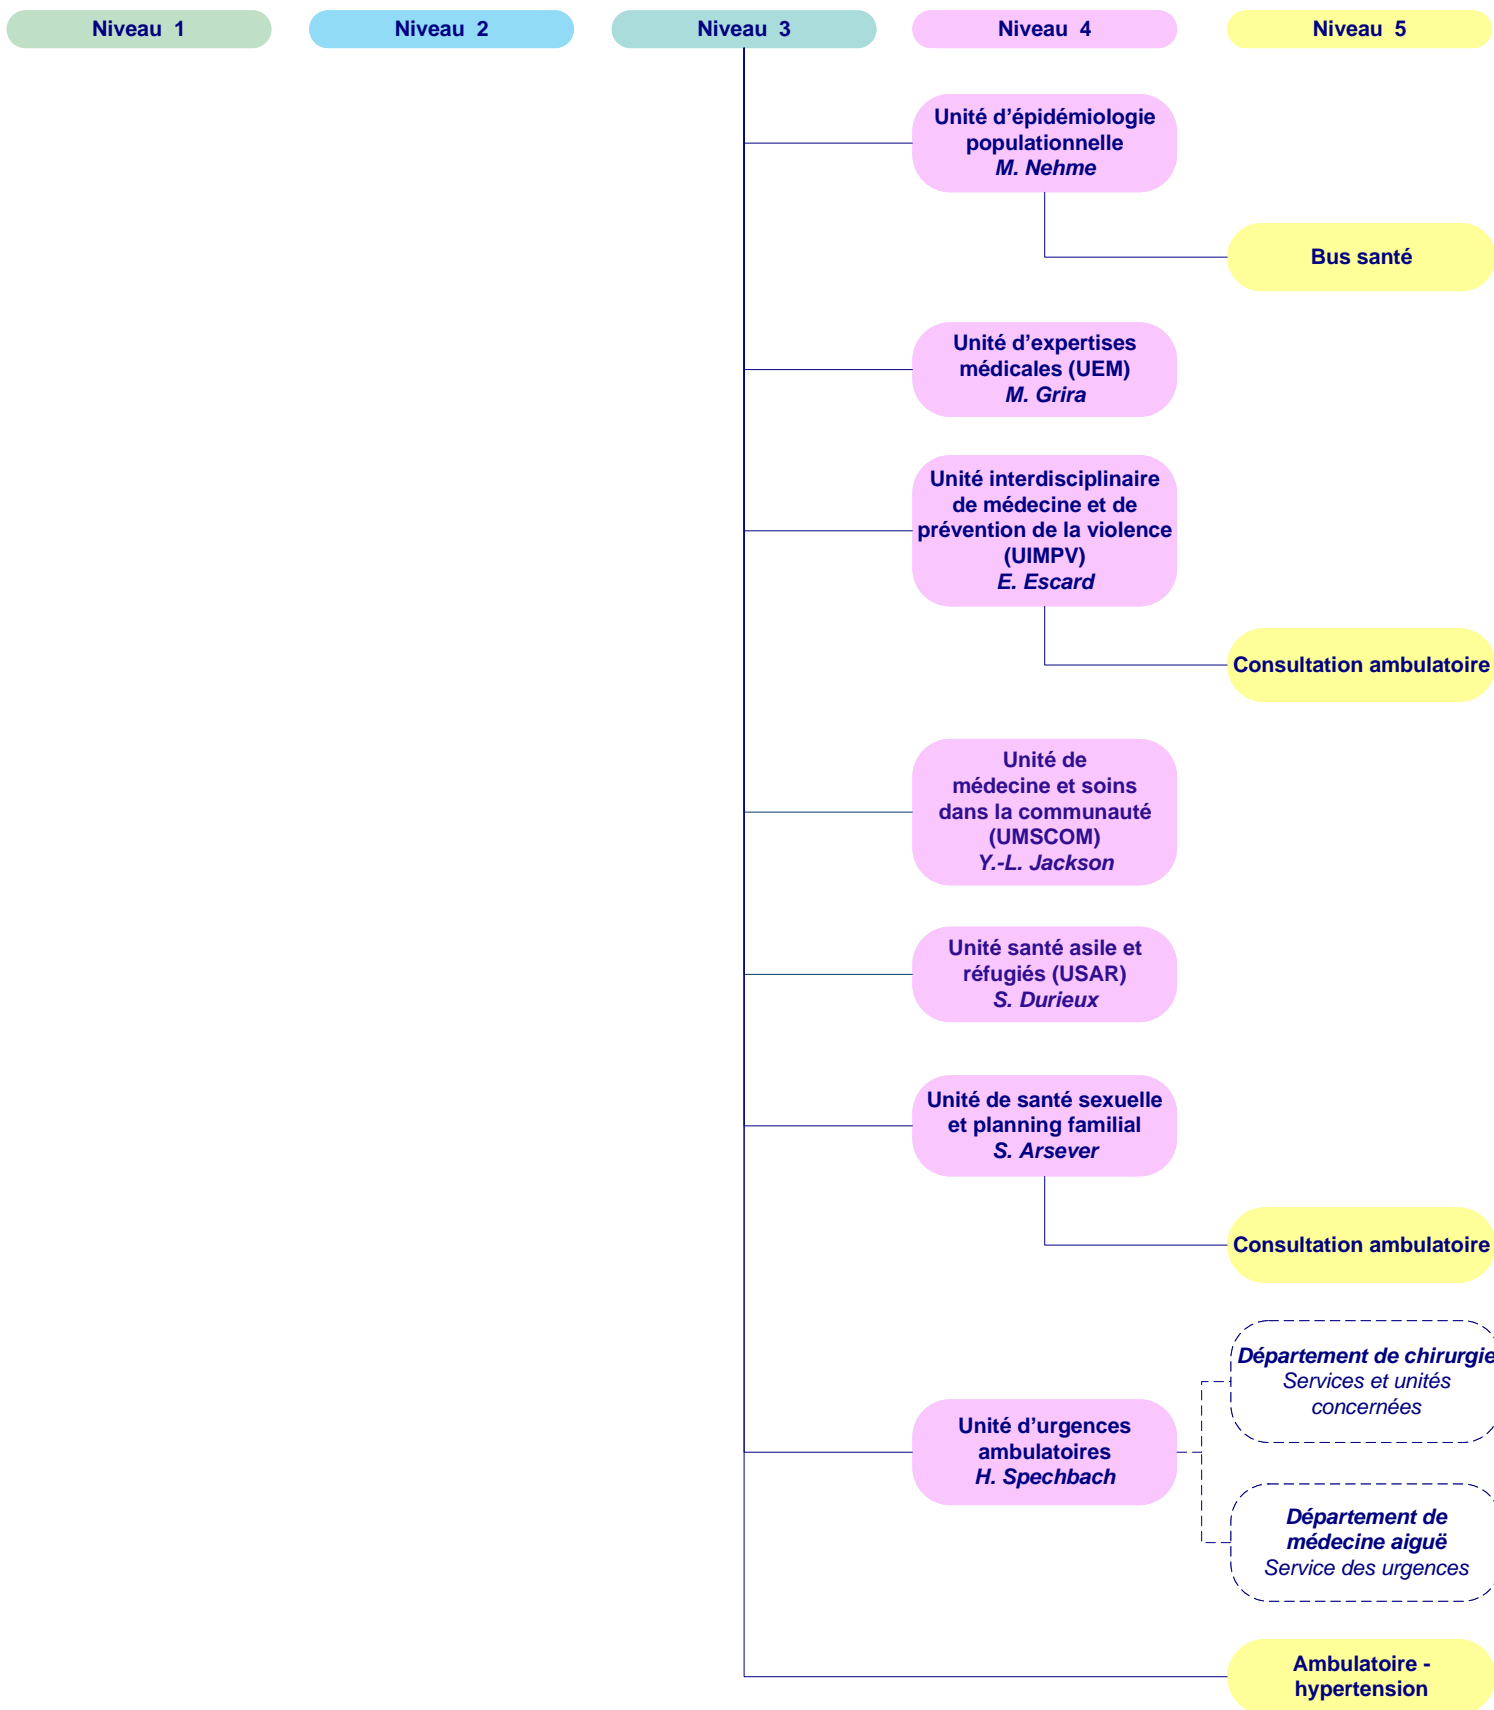 Niveau 1
Niveau 2
Niveau 3
Niveau 4
Niveau 5
Unité d’épidémiologie
populationnelle
M. Nehme
Bus santé
Unité d’expertises
médicales (UEM)
M. Grira
Unité interdisciplinaire
de médecine et de
prévention de la violence
(UIMPV)
E. Escard
Consultation ambulatoire
Unité de
médecine et soins
dans la communauté
(UMSCOM)
Y.-L. Jackson
Unité santé asile et
réfugiés (USAR)
S. Durieux
Unité de santé sexuelle
et planning familial
S. Arsever
Consultation ambulatoire
Département de chirurgie
Services et unités
concernées
Unité d’urgences
ambulatoires
H. Spechbach
Département de
médecine aiguë
Service des urgences
Ambulatoire -
hypertension